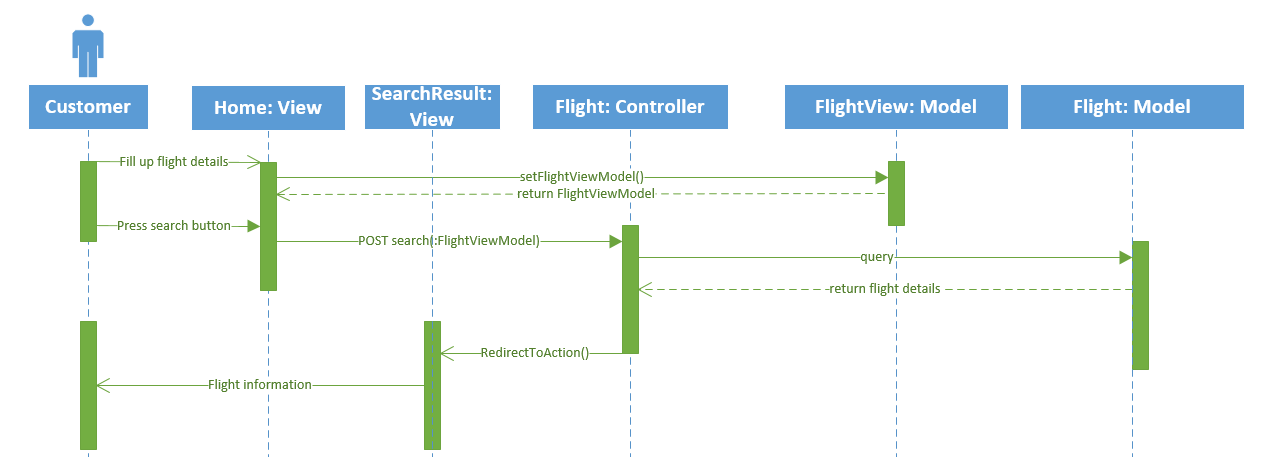 Customer
Home: View
SearchResult:
View
Flight: Controller
FlightView: Model
Flight: Model
Fill up flight details
setFlightViewModel()
return FlightViewModel
Press search button
POST search(:FlightViewModel)
query
return flight details
RedirectToAction()
Flight information